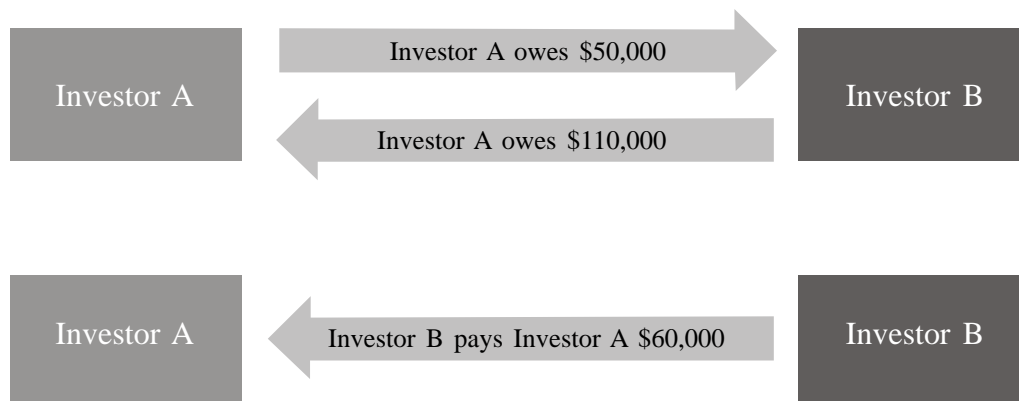 Investor A owes $50,000
Investor A
Investor B
Investor A owes $110,000
Investor A
Investor B pays Investor A $60,000
Investor B